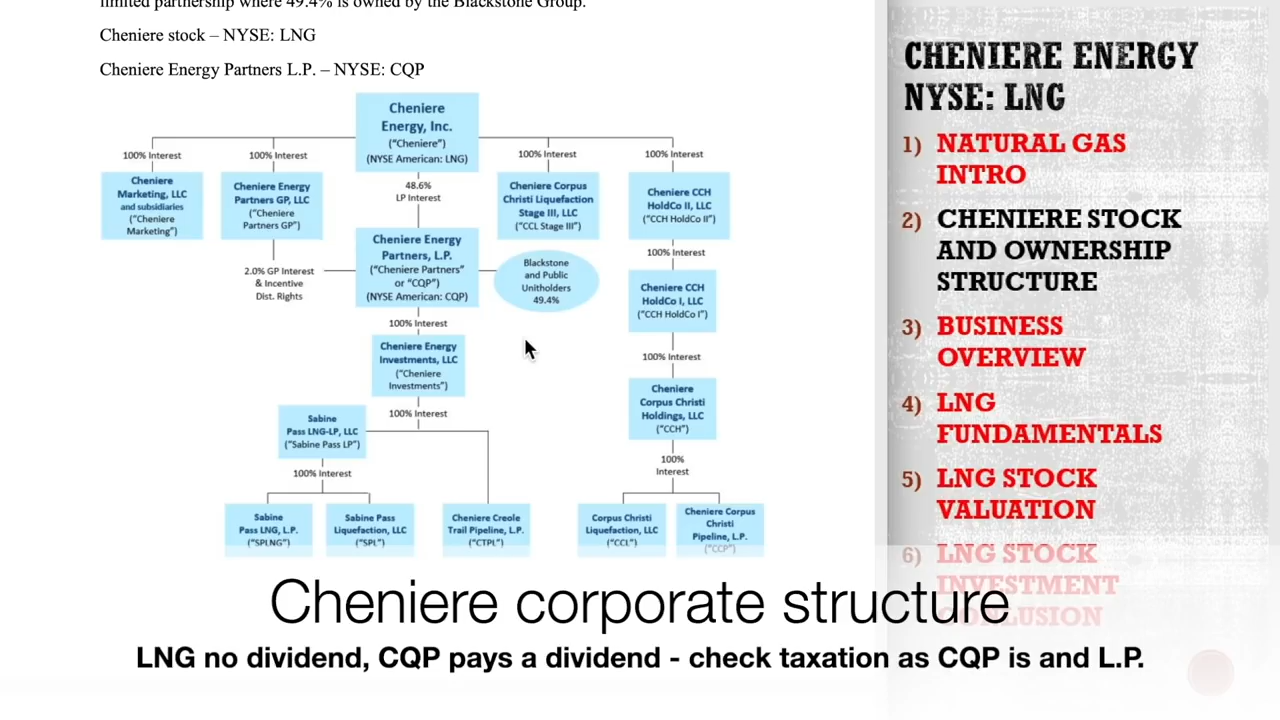 limited partnership where 49.4% is owned by the Blackstone Group.
Cheniere stock – NYSE: LNG
Cheniere Energy Partners L.P. – NYSE: CQP
Cheniere
Energy, Inc.
("Cheniere")
(NYSE American: LNG)
100% Interest
100% Interest
48.6%
LP Interest
100% Interest
100% Interest
Cheniere
Marketing, LLC
and subsidiaries
("Cheniere
Marketing")
Cheniere Energy
Partners GP, LLC
("Cheniere
Partners GP")
Cheniere Corpus
Christi Liquefaction
Stage III, LLC
("CCL Stage III")
Cheniere CCH
HoldCo II, LLC
("CCH HoldCo II")
2.0% GP Interest
& Incentive
Dist. Rights
Cheniere Energy
Partners, L.P.
("Cheniere Partners"
or "CQP")
(NYSE American: CQP)
Blackstone
and Public
Unitholders
49.4%
100% Interest
Cheniere CCH
HoldCo I, LLC
("CCH HoldCo I")
100% Interest
Cheniere Energy
Investments, LLC
("Cheniere
Investments")
100% Interest
Cheniere
Corpus Christi
Holdings, LLC
("CCH")
100% Interest
Sabine
Pass LNG-LP, LLC
("Sabine Pass LP")
100% Interest
100%
Interest
Sabine
Pass LNG, L.P.
("SPLNG")
Sabine Pass
Liquefaction, LLC
("SPL")
Cheniere Creole
Trail Pipeline, L.P.
("CTPL")
Corpus Christi
Liquefaction, LLC
("CCL")
Cheniere Corpus
Christi
Pipeline, L.P.
("CCP")
CHENIERE ENERGY
NYSE: LNG
1) NATURAL GAS
INTRO
2) CHENIERE STOCK
AND OWNERSHIP
STRUCTURE
3) BUSINESS
OVERVIEW
4) LNG
FUNDAMENTALS
5) LNG STOCK
VALUATION
6) LNG STOCK
INVESTMENT
CONLUSION
Cheniere corporate structure
LNG no dividend, CQP pays a dividend - check taxation as CQP is and L.P.